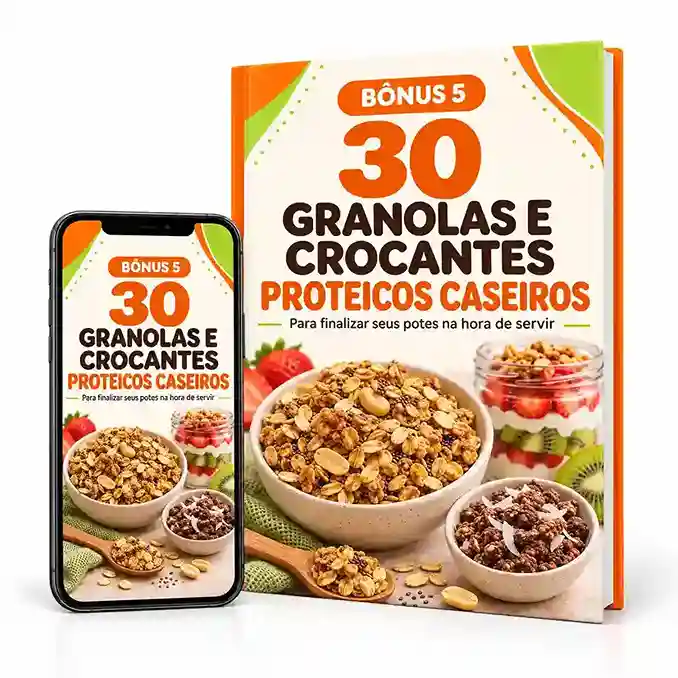 BÔNUS 5
30
GRANOLAS E
CROCANTES
PROTEICOS CASEIROS
Para finalizar seus potes na hora de servir
BÔNUS 5
30
GRANOLAS E
CROCANTES
PROTEICOS CASEIROS
Para finalizar seus potes na hora de servir